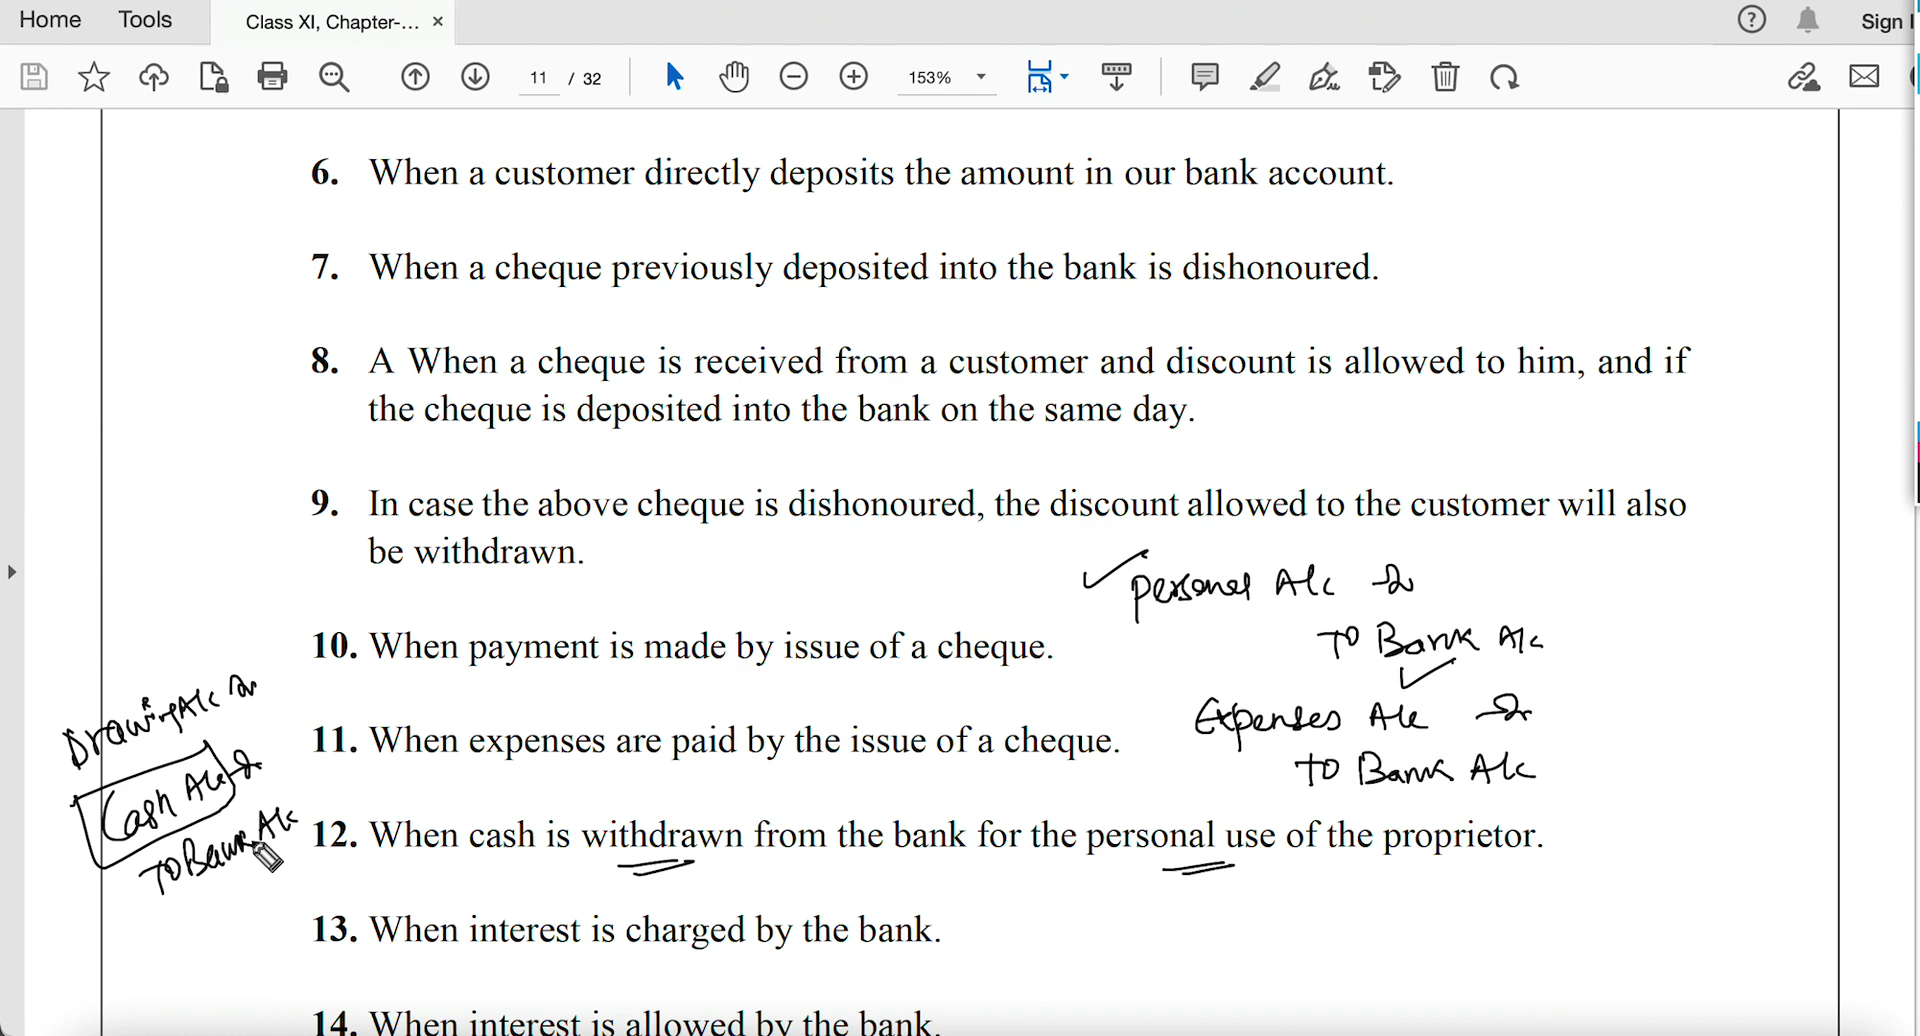 Home Tools Class XI, Chapter-... × Sign I
11 / 32 153%
6. When a customer directly deposits the amount in our bank account.
7. When a cheque previously deposited into the bank is dishonoured.
8. A When a cheque is received from a customer and discount is allowed to him, and if
the cheque is deposited into the bank on the same day.
9. In case the above cheque is dishonoured, the discount allowed to the customer will also
be withdrawn.
Personal A/c Dr
To Bank A/c
10. When payment is made by issue of a cheque.
Expenses A/c Dr
To Bank A/c
11. When expenses are paid by the issue of a cheque.
Drawing A/c Dr
Cash A/c Dr
To Bank A/c
12. When cash is withdrawn from the bank for the personal use of the proprietor.
13. When interest is charged by the bank.
14. When interest is allowed by the bank.